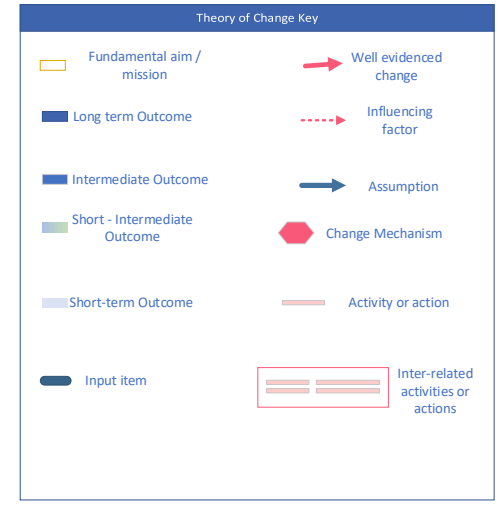 Theory of Change Key
Fundamental aim /
mission
Long term Outcome
Intermediate Outcome
Short - Intermediate
Outcome
Short-term Outcome
Input item
Well evidenced
change
Influencing
factor
Assumption
Change Mechanism
Activity or action
Inter-related
activities or
actions